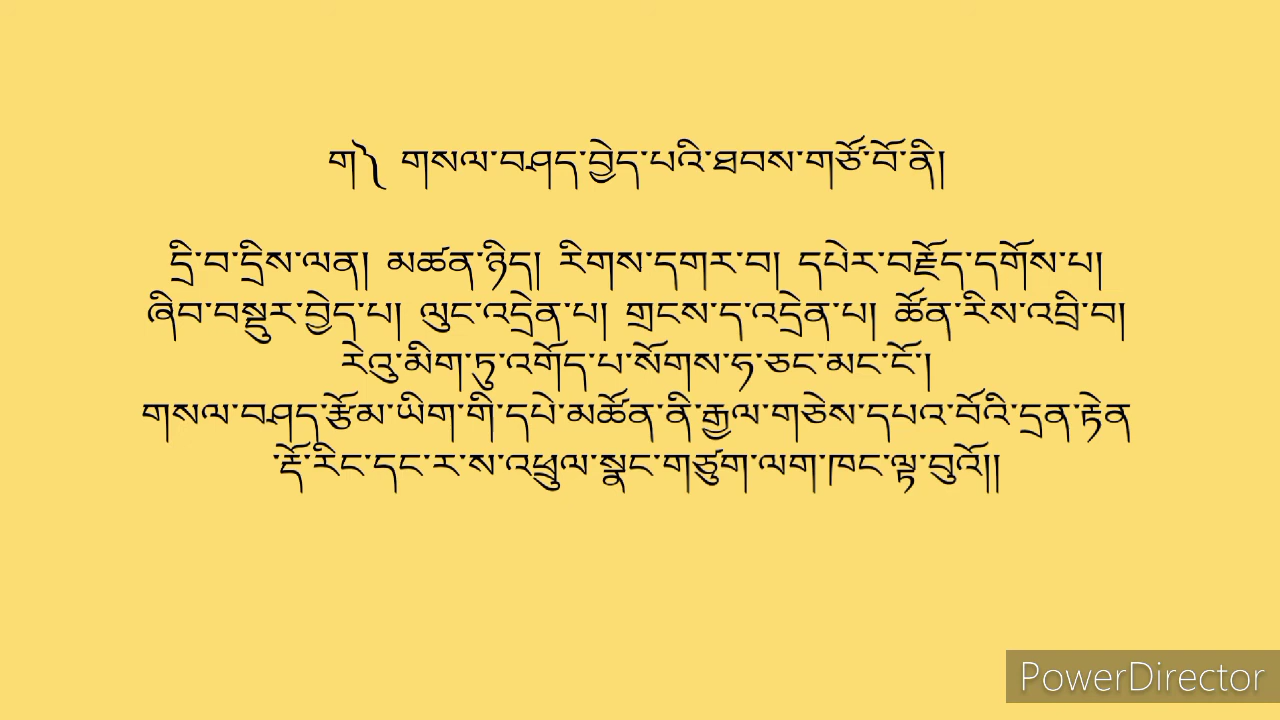 ག༽ གསལ་བཤད་བྱེད་པའི་ཐབས་གཙོ་བོ་ནི།
དྲི་བ་དྲིས་ལན། མཚན་ཉིད། རིགས་དགར་བ། དཔེར་བརྗོད་དགོས་པ།
ཞིབ་བསྡུར་བྱེད་པ། ལུང་འདྲེན་པ། གྲངས་ད་འདྲེན་པ། ཚོན་རིས་འབྲི་བ།
རེའུ་མིག་ཏུ་འགོད་པ་སོགས་ཧ་ཅང་མང་ངོ་།
གསལ་བཤད་རྩོམ་ཡིག་གི་དཔེ་མཚོན་ནི་རྒྱལ་གཅེས་དཔའ་བོའི་དྲན་རྟེན
རྡོ་རིང་དང་ར་ས་འཕྲུལ་སྣང་གཙུག་ལག་ཁང་ལྟ་བུའོ།།
PowerDirector